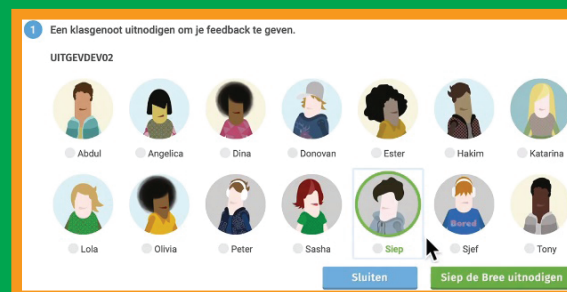 1 Een klasgenoot uitnodigen om je feedback te geven.
UITGEVDEV02
Abdul Angelica Dina Donovan Ester Hakim Katarina
Lola Olivia Peter Sasha Siep Sjef Tony
Bored
Sluiten Siep de Bree uitnodigen